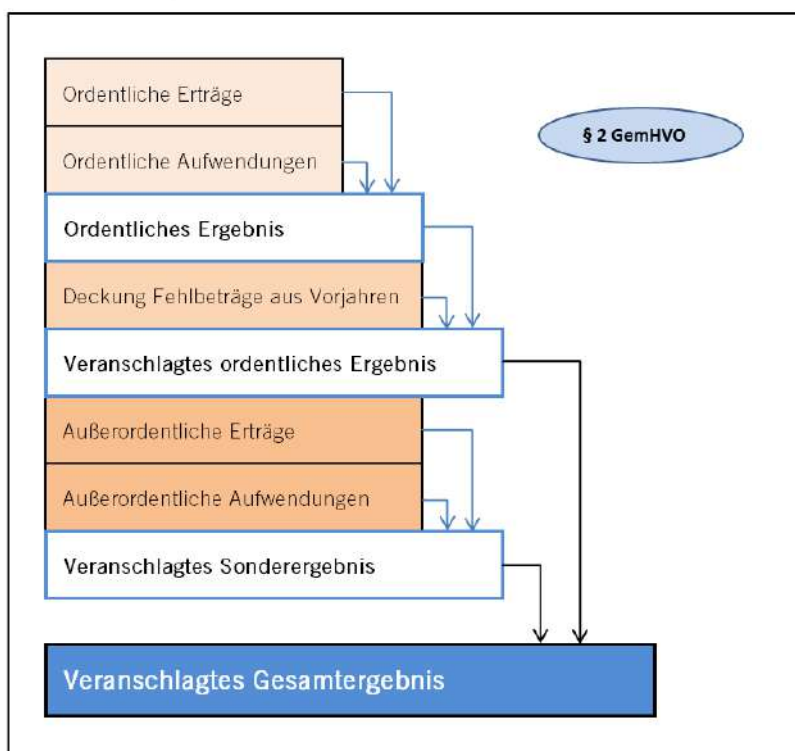 Ordentliche Erträge
§ 2 GemHVO
Ordentliche Aufwendungen
Ordentliches Ergebnis
Deckung Fehlbeträge aus Vorjahren
Veranschlagtes ordentliches Ergebnis
Außerordentliche Erträge
Außerordentliche Aufwendungen
Veranschlagtes Sonderergebnis
Veranschlagtes Gesamtergebnis